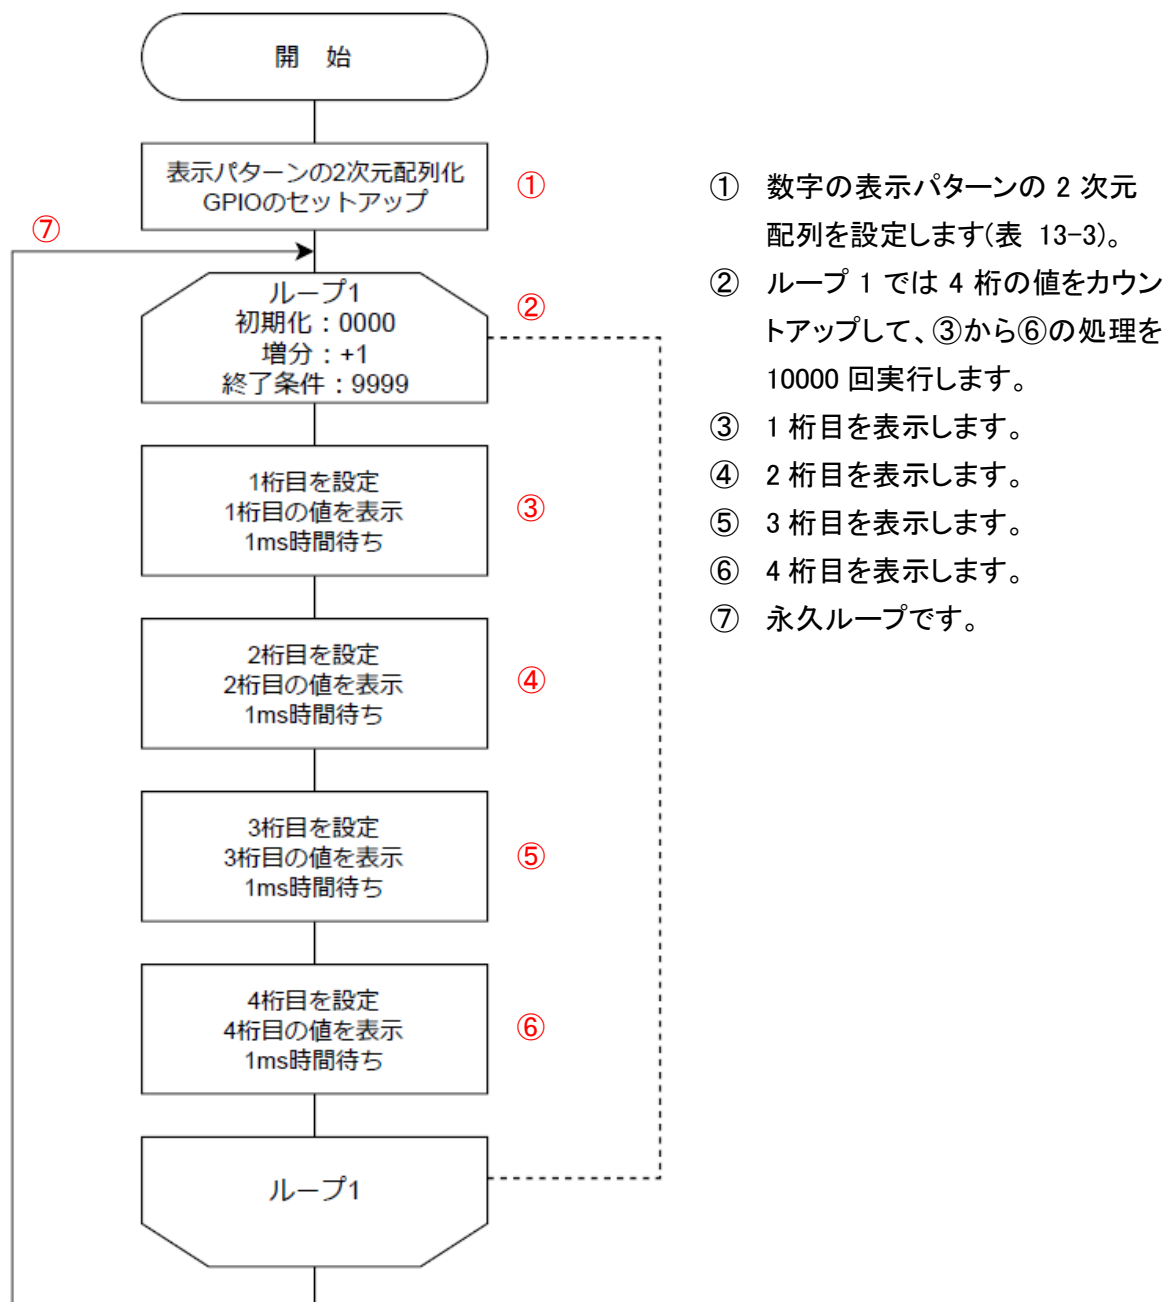 開 始
表示パターンの2次元配列化
GPIOのセットアップ
①
⑦
ループ1
初期化：0000
増分：+1
終了条件：9999
②
1桁目を設定
1桁目の値を表示
1ms時間待ち
③
2桁目を設定
2桁目の値を表示
1ms時間待ち
④
3桁目を設定
3桁目の値を表示
1ms時間待ち
⑤
4桁目を設定
4桁目の値を表示
1ms時間待ち
⑥
ループ1
① 数字の表示パターンの 2 次元
配列を設定します(表 13-3)。
② ループ 1 では 4 桁の値をカウン
トアップして、③から⑥の処理を
10000 回実行します。
③ 1 桁目を表示します。
④ 2 桁目を表示します。
⑤ 3 桁目を表示します。
⑥ 4 桁目を表示します。
⑦ 永久ループです。